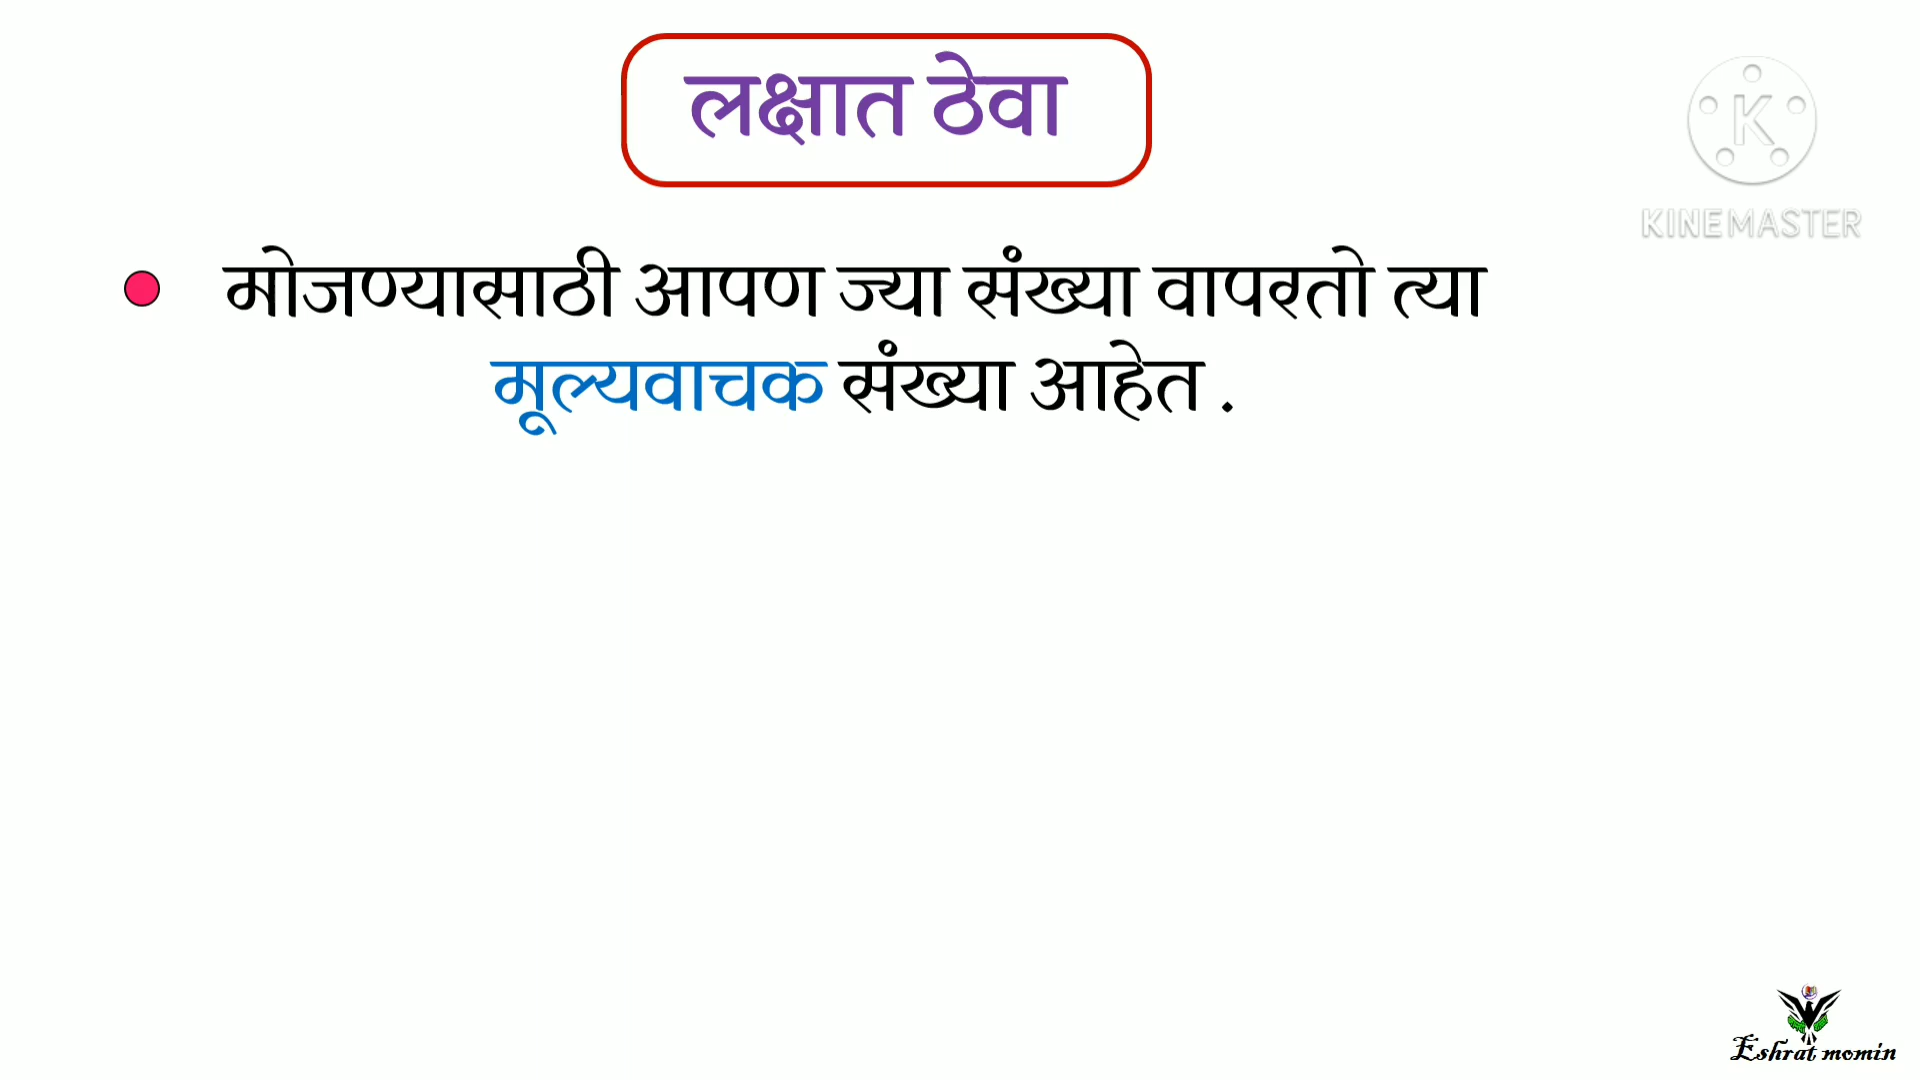 लक्षात ठेवा
K
KINEMASTER
मोजण्यासाठी आपण ज्या संख्या वापरतो त्या
मूल्यवाचक संख्या आहेत .
Eshrat momin